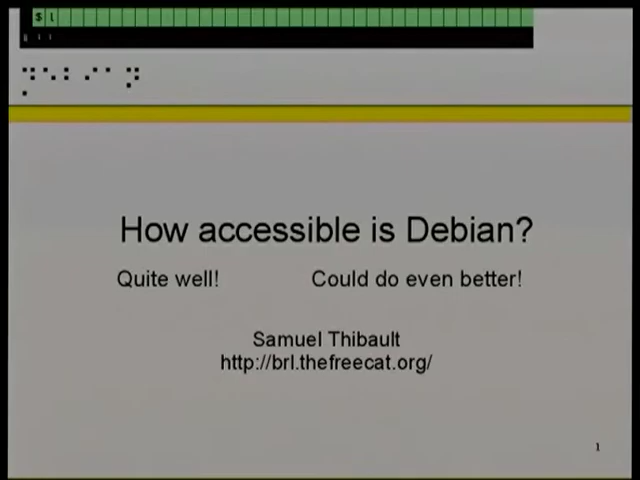 $ l
How accessible is Debian?
Quite well! Could do even better!
Samuel Thibault
http://brl.thefreecat.org/
1